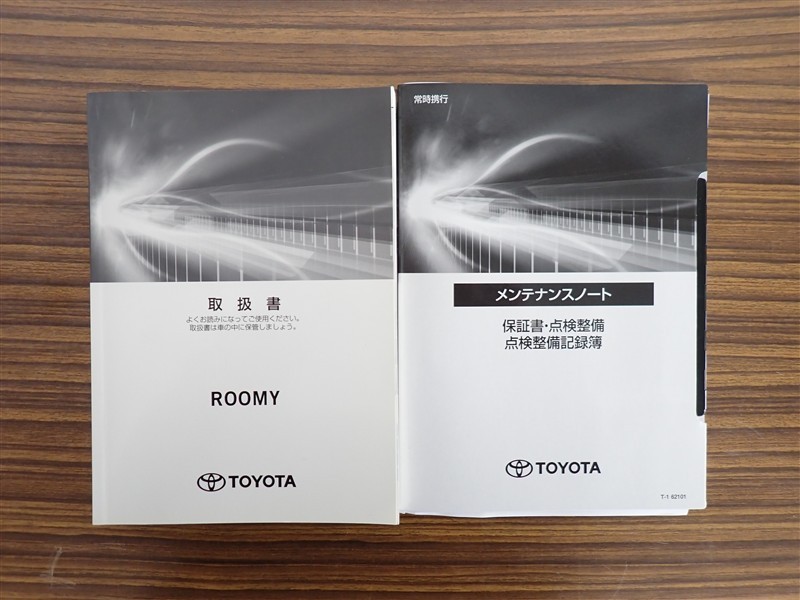 取扱書
よくお読みになってご使用ください。
取扱書は車の中に保管しましょう。
ROOMY
TOYOTA
常時携行
メンテナンスノート
保証書・点検整備
点検整備記録簿
TOYOTA
T-1 62101